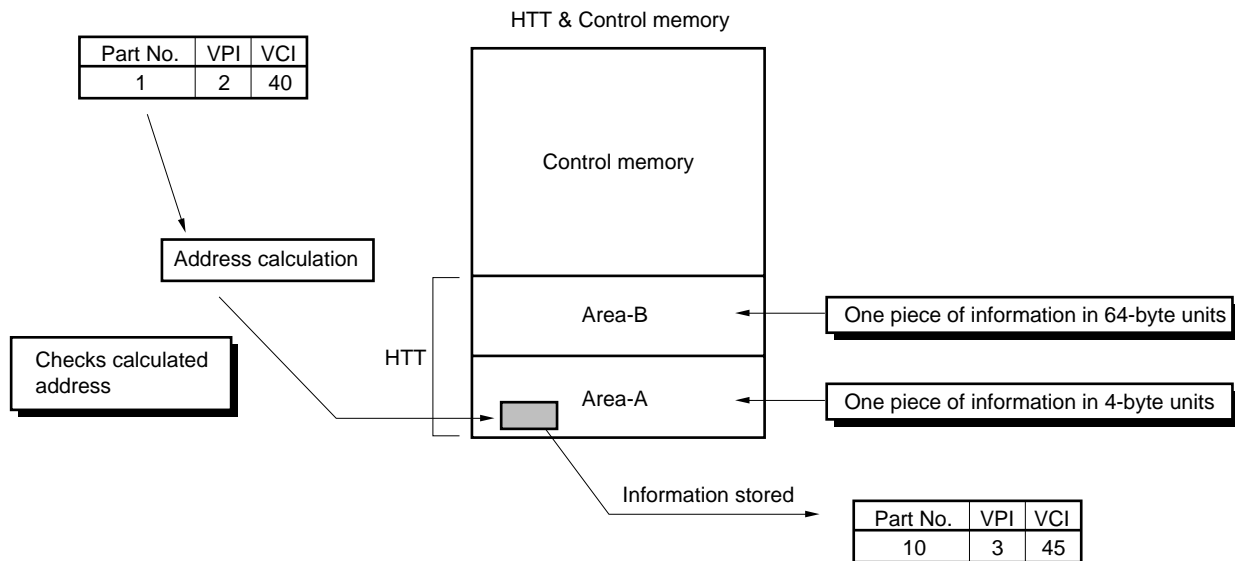 HTT & Control memory
Part No. VPI VCI
1 2 40
Control memory
Address calculation
Area-B
One piece of information in 64-byte units
Checks calculated
address
HTT
Area-A
One piece of information in 4-byte units
Information stored
Part No. VPI VCI
10 3 45